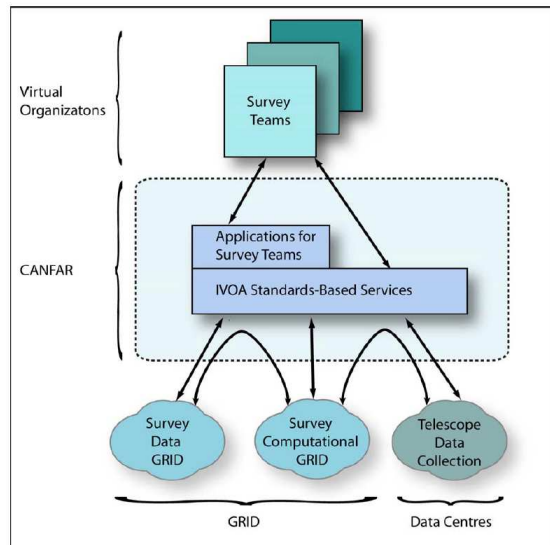 Virtual
Organizatons
Survey
Teams
CANFAR
Applications for
Survey Teams
IVOA Standards-Based Services
Survey
Data
GRID
Survey
Computational
GRID
Telescope
Data
Collection
GRID
Data Centres